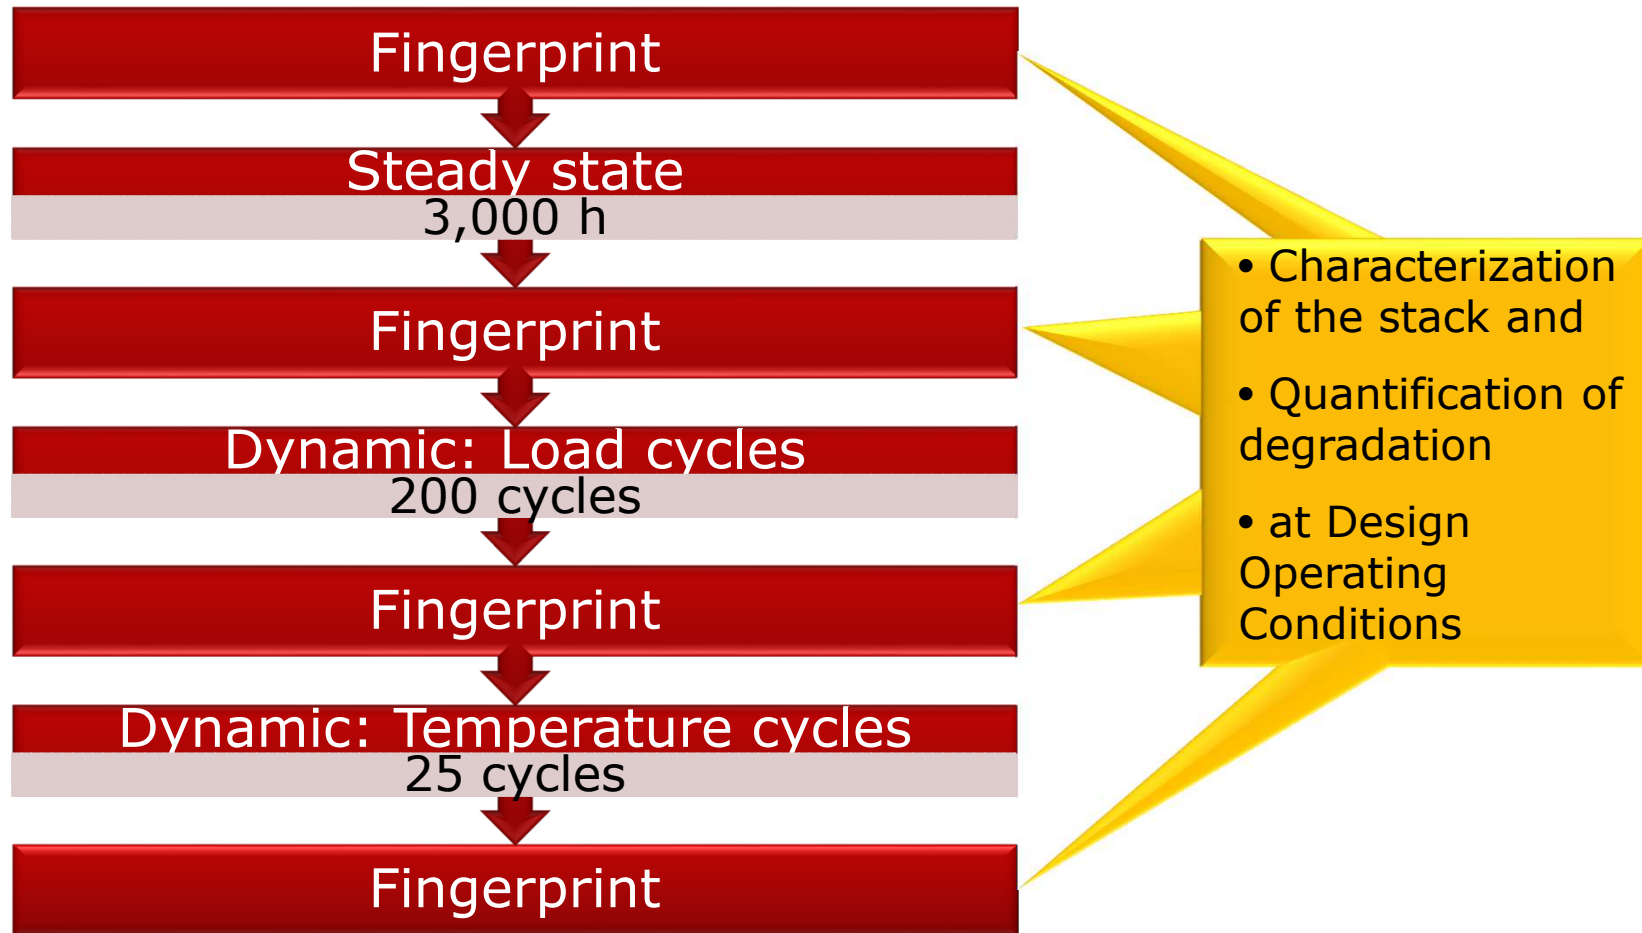 Fingerprint
Steady state
3,000 h
Fingerprint
Dynamic: Load cycles
200 cycles
Fingerprint
Dynamic: Temperature cycles
25 cycles
Fingerprint
• Characterization
of the stack and
• Quantification of
degradation
• at Design
Operating
Conditions